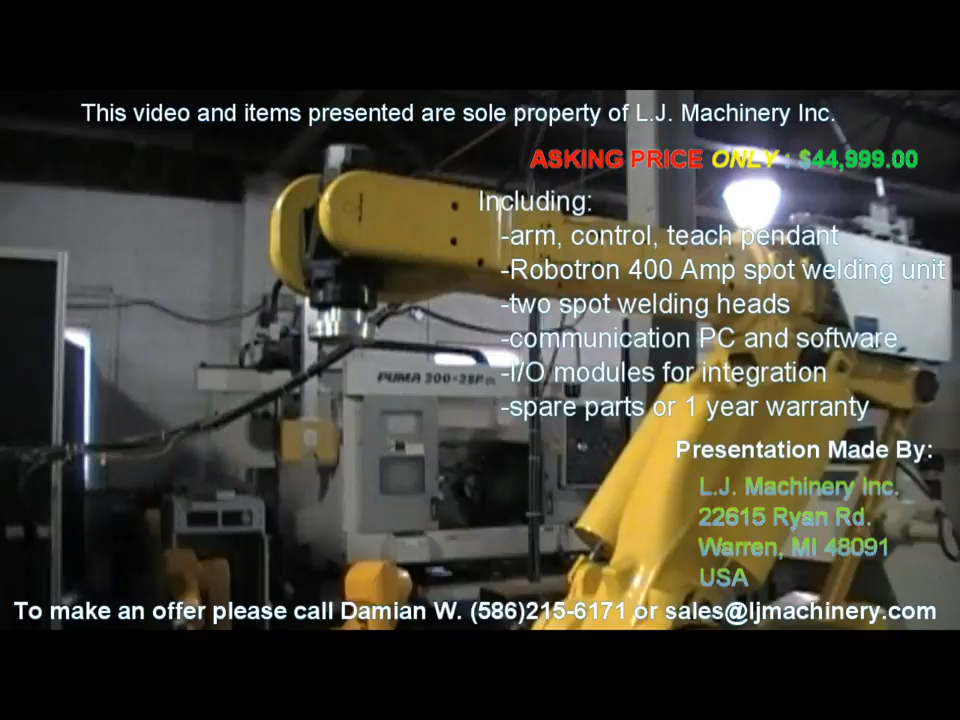 This video and items presented are sole property of L.J. Machinery Inc.
ASKING PRICE ONLY : $44,999.00
Including:
-arm, control, teach pendant
-Robotron 400 Amp spot welding unit
-two spot welding heads
-communication PC and software
PUMA 200-2SP
-I/O modules for integration
-spare parts or 1 year warranty
Presentation Made By:
L.J. Machinery Inc.
22615 Ryan Rd.
Warren, MI 48091
USA
To make an offer please call Damian W. (586)215-6171 or sales@ljmachinery.com